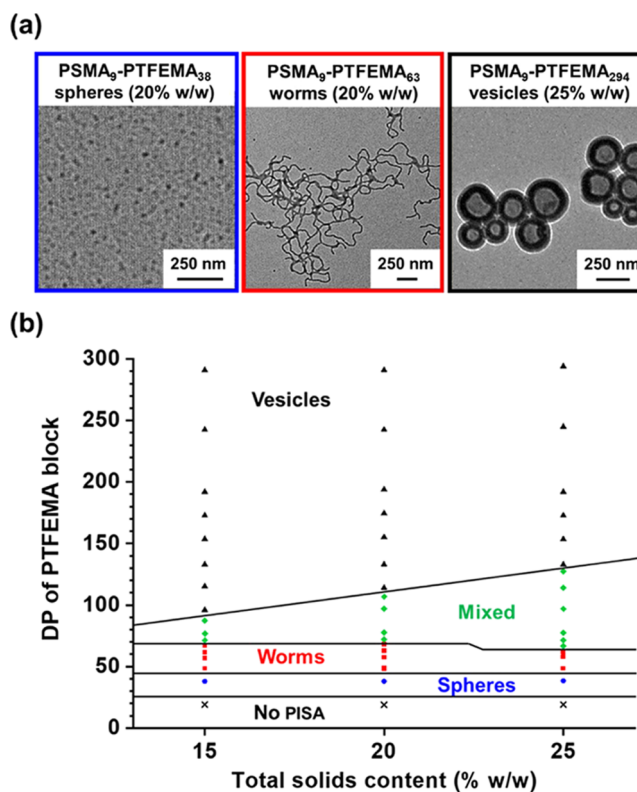 (a)
PSMA₉-PTFEMA₃₈
spheres (20% w/w)
PSMA₉-PTFEMA₆₃
worms (20% w/w)
PSMA₉-PTFEMA₂₉₄
vesicles (25% w/w)
250 nm
250 nm
250 nm
(b)
300
250
200
150
100
50
0
DP of PTFEMA block
Vesicles
Mixed
Worms
Spheres
No PISA
15
20
25
Total solids content (% w/w)